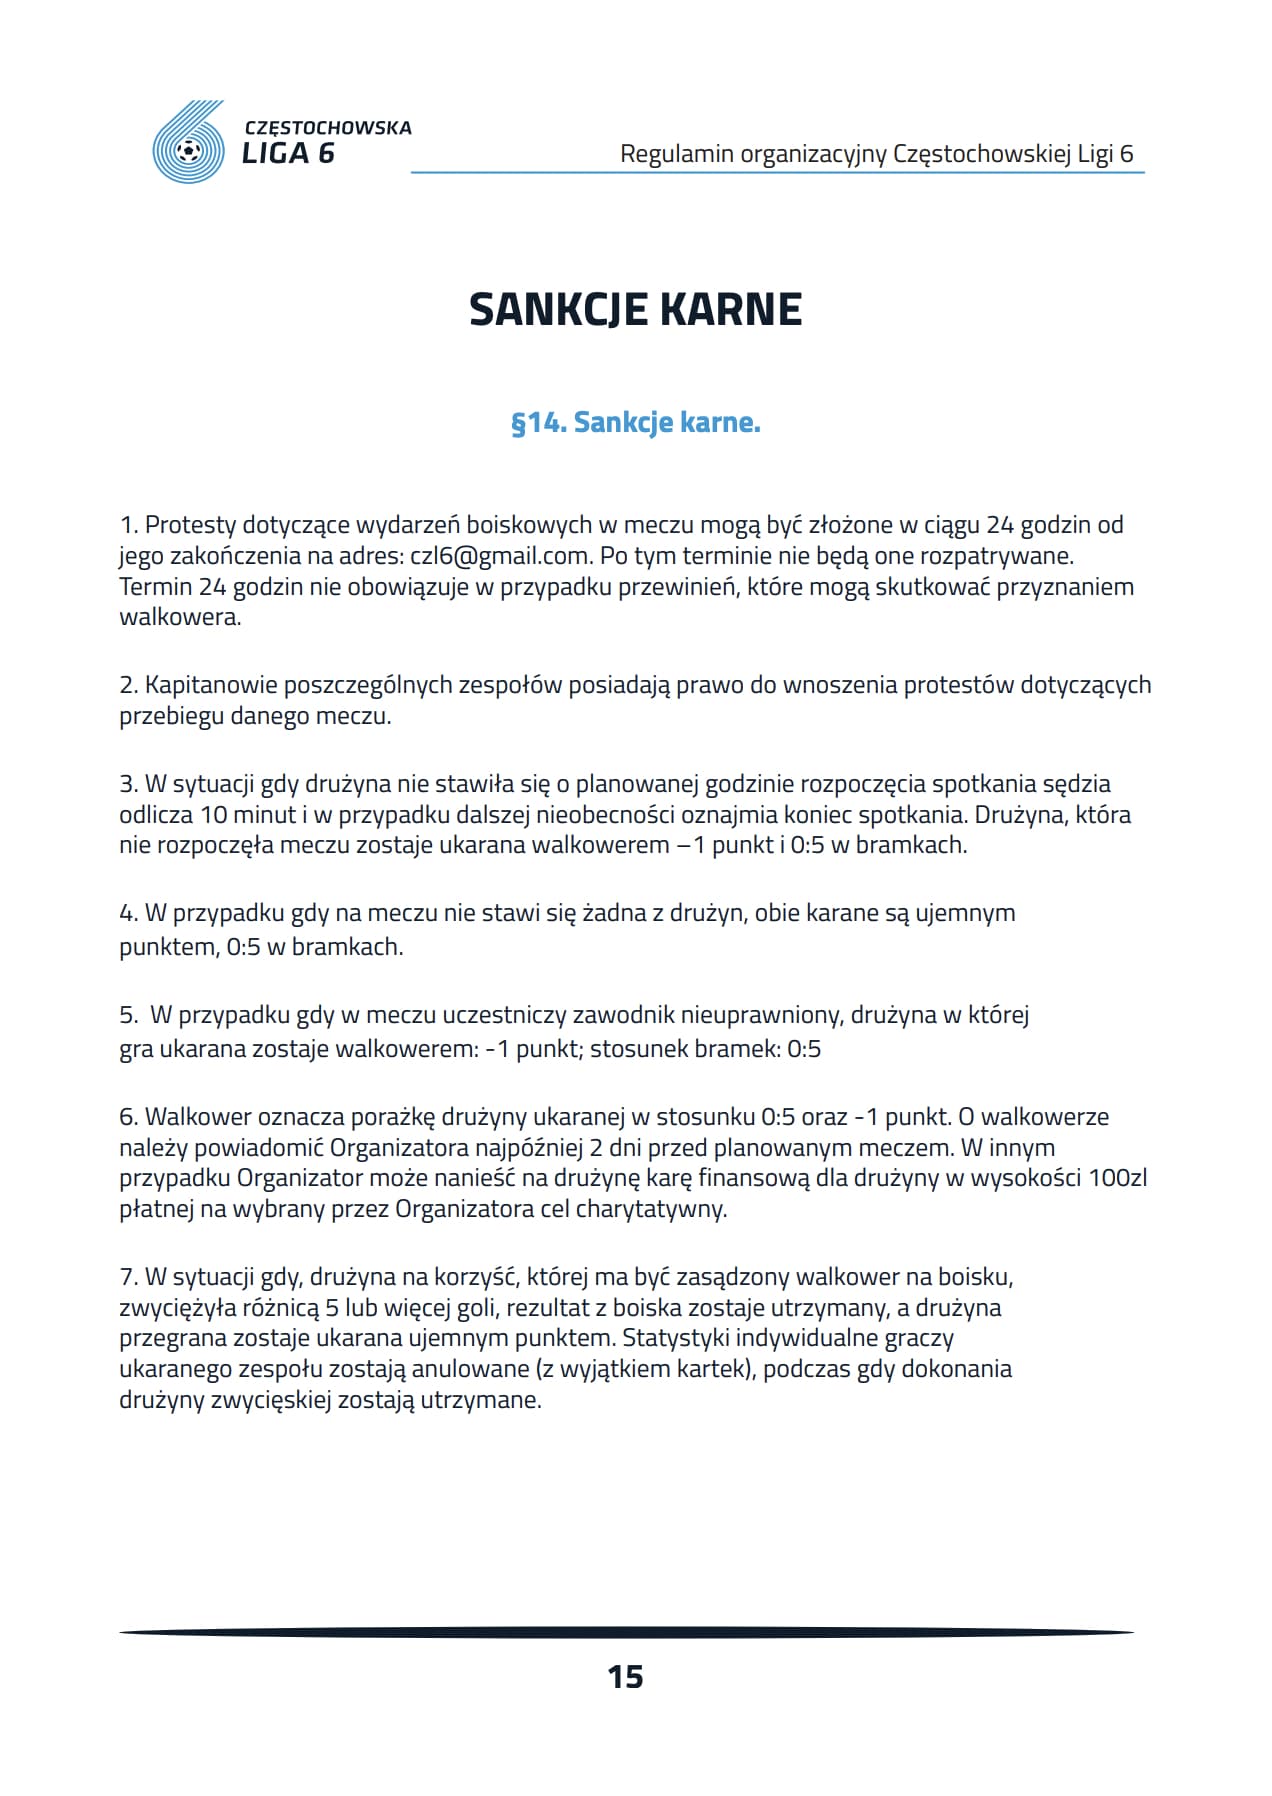 CZĘSTOCHOWSKA
LIGA 6
Regulamin organizacyjny Częstochowskiej Ligi 6
SANKCJE KARNE
§14. Sankcje karne.
1. Protesty dotyczące wydarzeń boiskowych w meczu mogą być złożone w ciągu 24 godzin od
jego zakończenia na adres: czl6@gmail.com. Po tym terminie nie będą one rozpatrywane.
Termin 24 godzin nie obowiązuje w przypadku przewinień, które mogą skutkować przyznaniem
walkowera.
2. Kapitanowie poszczególnych zespołów posiadają prawo do wnoszenia protestów dotyczących
przebiegu danego meczu.
3. W sytuacji gdy drużyna nie stawiła się o planowanej godzinie rozpoczęcia spotkania sędzia
odlicza 10 minut i w przypadku dalszej nieobecności oznajmia koniec spotkania. Drużyna, która
nie rozpoczęła meczu zostaje ukarana walkowerem –1 punkt i 0:5 w bramkach.
4. W przypadku gdy na meczu nie stawi się żadna z drużyn, obie karane są ujemnym
punktem, 0:5 w bramkach.
5.  W przypadku gdy w meczu uczestniczy zawodnik nieuprawniony, drużyna w której
gra ukarana zostaje walkowerem: -1 punkt; stosunek bramek: 0:5
6. Walkower oznacza porażkę drużyny ukaranej w stosunku 0:5 oraz -1 punkt. O walkowerze
należy powiadomić Organizatora najpóźniej 2 dni przed planowanym meczem. W innym
przypadku Organizator może nanieść na drużynę karę finansową dla drużyny w wysokości 100zl
płatnej na wybrany przez Organizatora cel charytatywny.
7. W sytuacji gdy, drużyna na korzyść, której ma być zasądzony walkower na boisku,
zwyciężyła różnicą 5 lub więcej goli, rezultat z boiska zostaje utrzymany, a drużyna
przegrana zostaje ukarana ujemnym punktem. Statystyki indywidualne graczy
ukaranego zespołu zostają anulowane (z wyjątkiem kartek), podczas gdy dokonania
drużyny zwycięskiej zostają utrzymane.
15